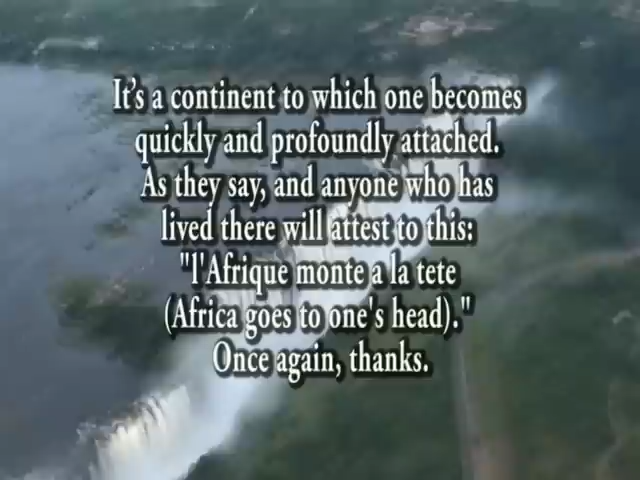 It's a continent to which one becomes
quickly and profoundly attached.
As they say, and anyone who has
lived there will attest to this:
"l'Afrique monte a la tete
(Africa goes to one's head)."
Once again, thanks.